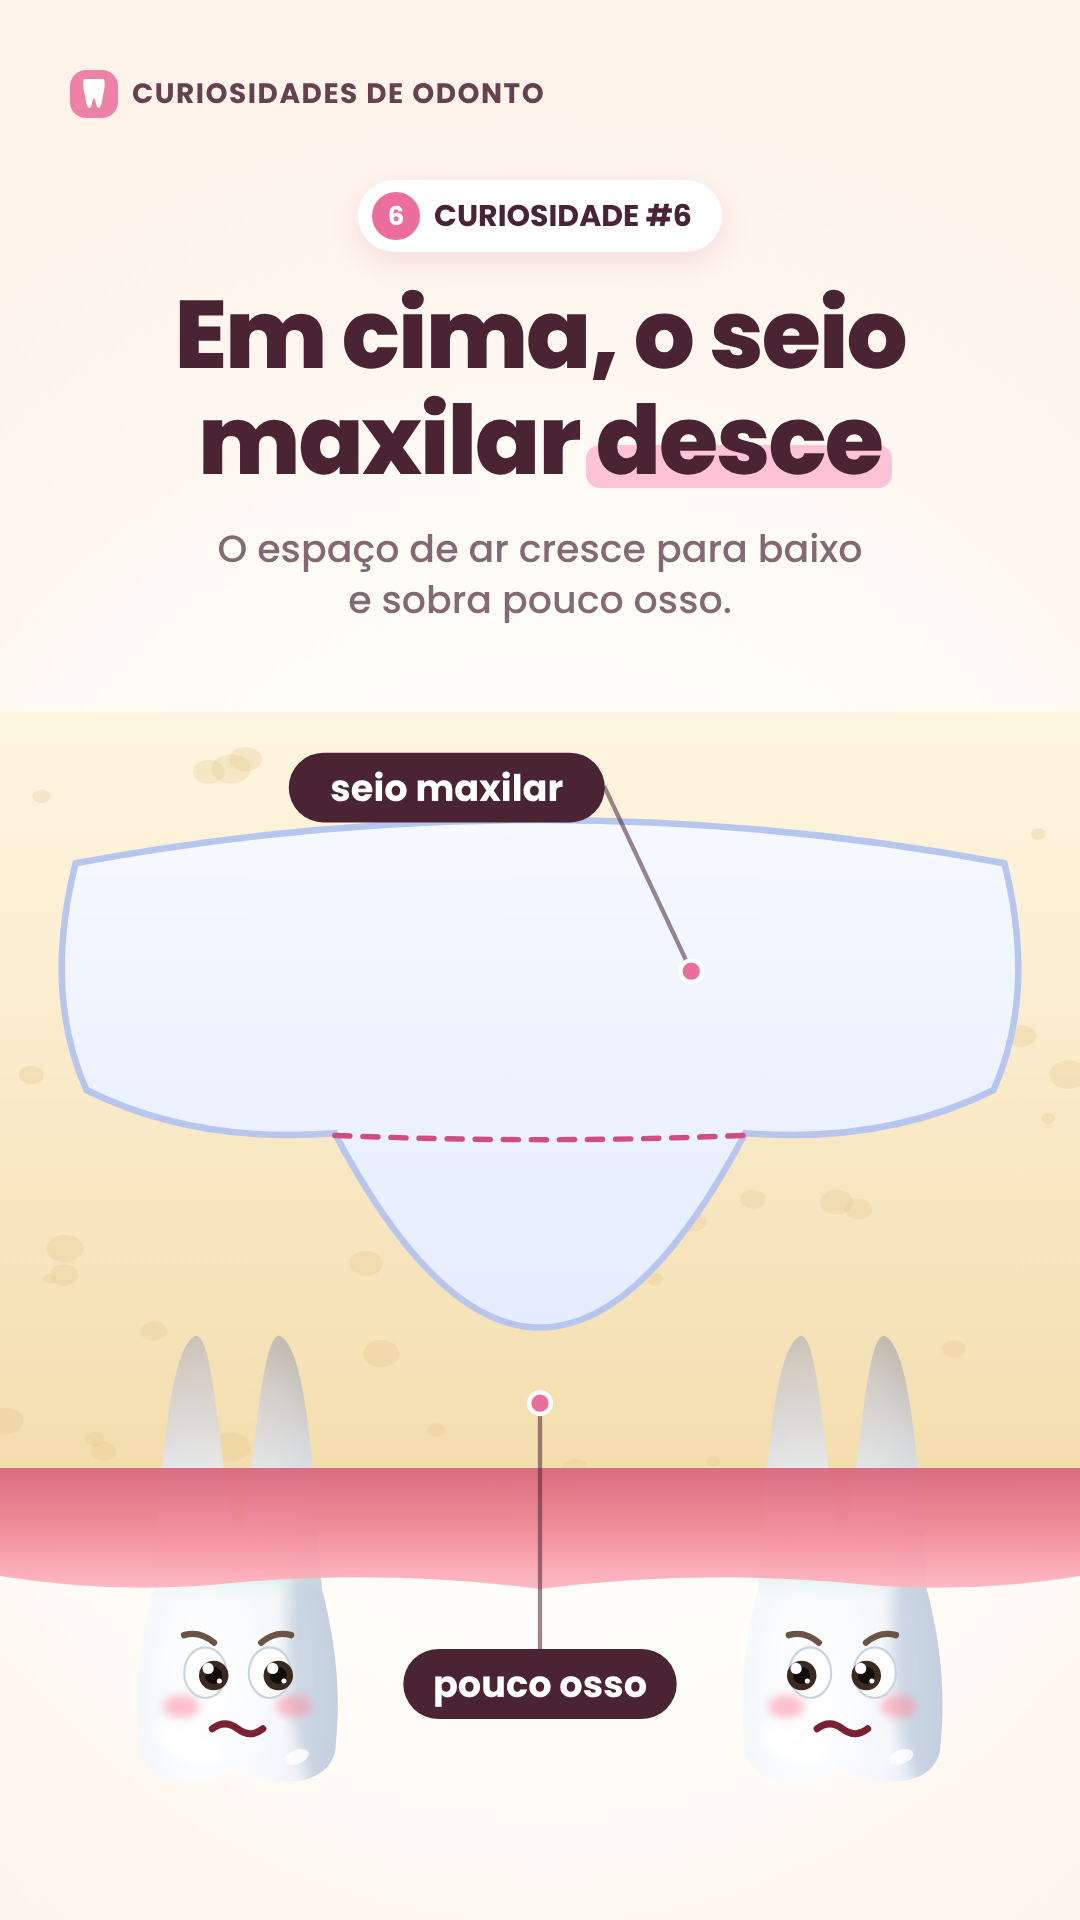 CURIOSIDADES DE ODONTO
6 CURIOSIDADE #6
Em cima, o seio
maxilar desce
O espaço de ar cresce para baixo
e sobra pouco osso.
seio maxilar
pouco osso